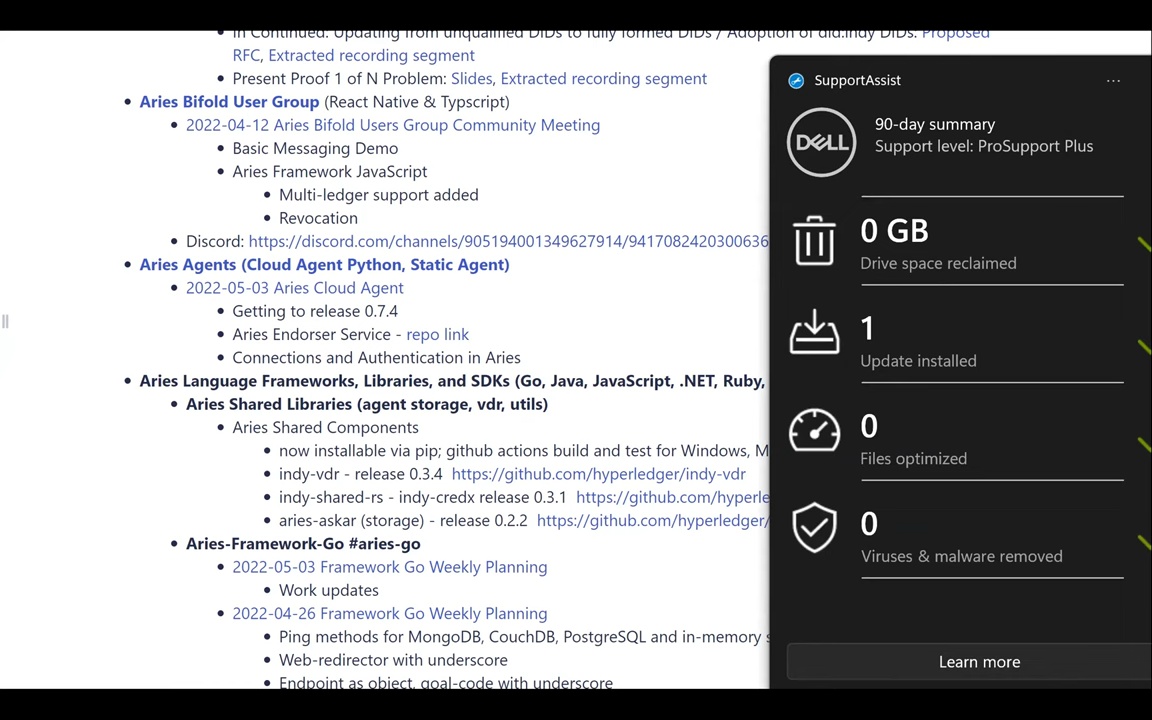 In Continued: Updating from unqualified DIDs to fully formed DIDs / Adoption of did:indy DIDs: Proposed
RFC, Extracted recording segment
Present Proof 1 of N Problem: Slides, Extracted recording segment
Aries Bifold User Group (React Native & Typscript)
2022-04-12 Aries Bifold Users Group Community Meeting
Basic Messaging Demo
Aries Framework JavaScript
Multi-ledger support added
Revocation
Discord: https://discord.com/channels/905194001349627914/9417082420300636
Aries Agents (Cloud Agent Python, Static Agent)
2022-05-03 Aries Cloud Agent
Getting to release 0.7.4
Aries Endorser Service - repo link
Connections and Authentication in Aries
Aries Language Frameworks, Libraries, and SDKs (Go, Java, JavaScript, .NET, Ruby,
Aries Shared Libraries (agent storage, vdr, utils)
Aries Shared Components
now installable via pip; github actions build and test for Windows, M
indy-vdr - release 0.3.4 https://github.com/hyperledger/indy-vdr
indy-shared-rs - indy-credx release 0.3.1 https://github.com/hyperle
aries-askar (storage) - release 0.2.2 https://github.com/hyperledger/
Aries-Framework-Go #aries-go
2022-05-03 Framework Go Weekly Planning
Work updates
2022-04-26 Framework Go Weekly Planning
Ping methods for MongoDB, CouchDB, PostgreSQL and in-memory s
Web-redirector with underscore
Endpoint as object, goal-code with underscore
SupportAssist
...
DELL
90-day summary
Support level: ProSupport Plus
0 GB
Drive space reclaimed
1
Update installed
0
Files optimized
0
Viruses & malware removed
Learn more